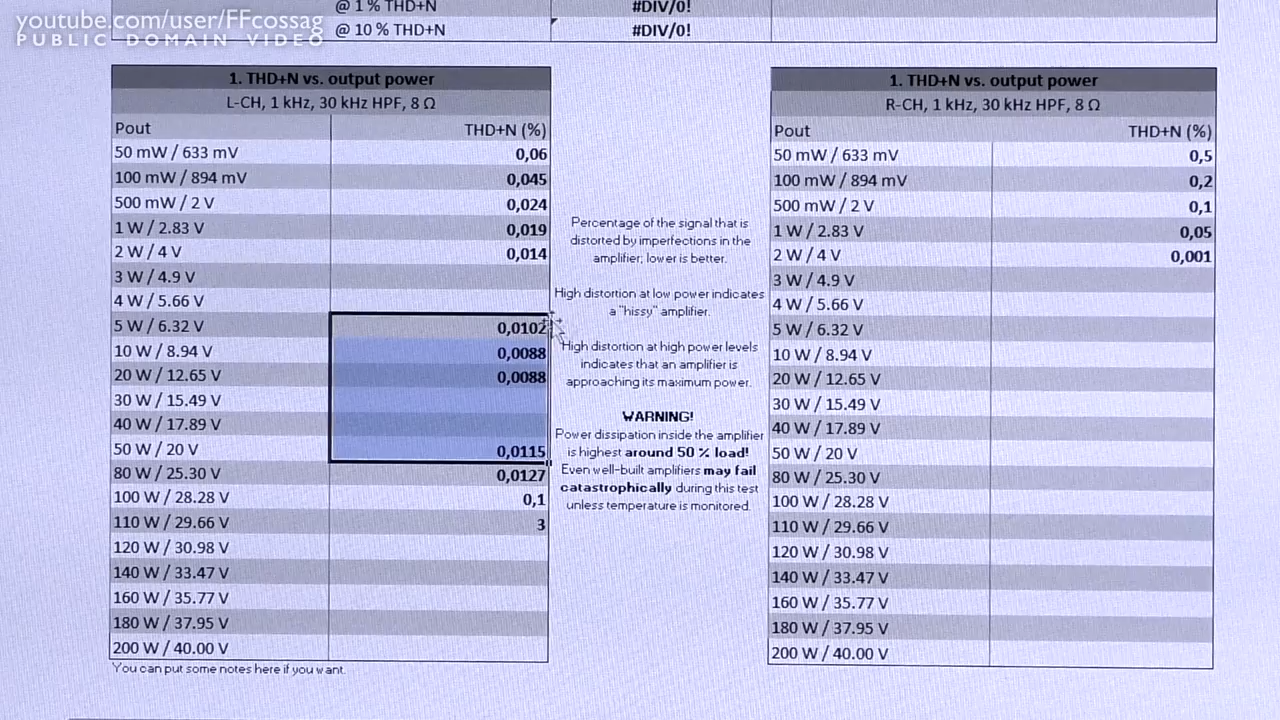 youtube.com/user/FFcossag
PUBLIC DOMAIN VIDEO
@ 1 % THD+N #DIV/0!
@ 10 % THD+N #DIV/0!
1. THD+N vs. output power
L-CH, 1 kHz, 30 kHz HPF, 8 Ω
Pout THD+N (%)
50 mW / 633 mV 0,06
100 mW / 894 mV 0,045
500 mW / 2 V 0,024
1 W / 2.83 V 0,019
2 W / 4 V 0,014
3 W / 4.9 V
4 W / 5.66 V
5 W / 6.32 V 0,0102
10 W / 8.94 V 0,0088
20 W / 12.65 V 0,0088
30 W / 15.49 V
40 W / 17.89 V
50 W / 20 V 0,0115
80 W / 25.30 V 0,0127
100 W / 28.28 V 0,1
110 W / 29.66 V 3
120 W / 30.98 V
140 W / 33.47 V
160 W / 35.77 V
180 W / 37.95 V
200 W / 40.00 V
You can put some notes here if you want.
Percentage of the signal that is
distorted by imperfections in the
amplifier; lower is better.
High distortion at low power indicates
a "hissy" amplifier.
High distortion at high power levels
indicates that an amplifier is
approaching its maximum power.
WARNING!
Power dissipation inside the amplifier
is highest around 50 % load!
Even well-built amplifiers may fail
catastrophically during this test
unless temperature is monitored.
1. THD+N vs. output power
R-CH, 1 kHz, 30 kHz HPF, 8 Ω
Pout THD+N (%)
50 mW / 633 mV 0,5
100 mW / 894 mV 0,2
500 mW / 2 V 0,1
1 W / 2.83 V 0,05
2 W / 4 V 0,001
3 W / 4.9 V
4 W / 5.66 V
5 W / 6.32 V
10 W / 8.94 V
20 W / 12.65 V
30 W / 15.49 V
40 W / 17.89 V
50 W / 20 V
80 W / 25.30 V
100 W / 28.28 V
110 W / 29.66 V
120 W / 30.98 V
140 W / 33.47 V
160 W / 35.77 V
180 W / 37.95 V
200 W / 40.00 V